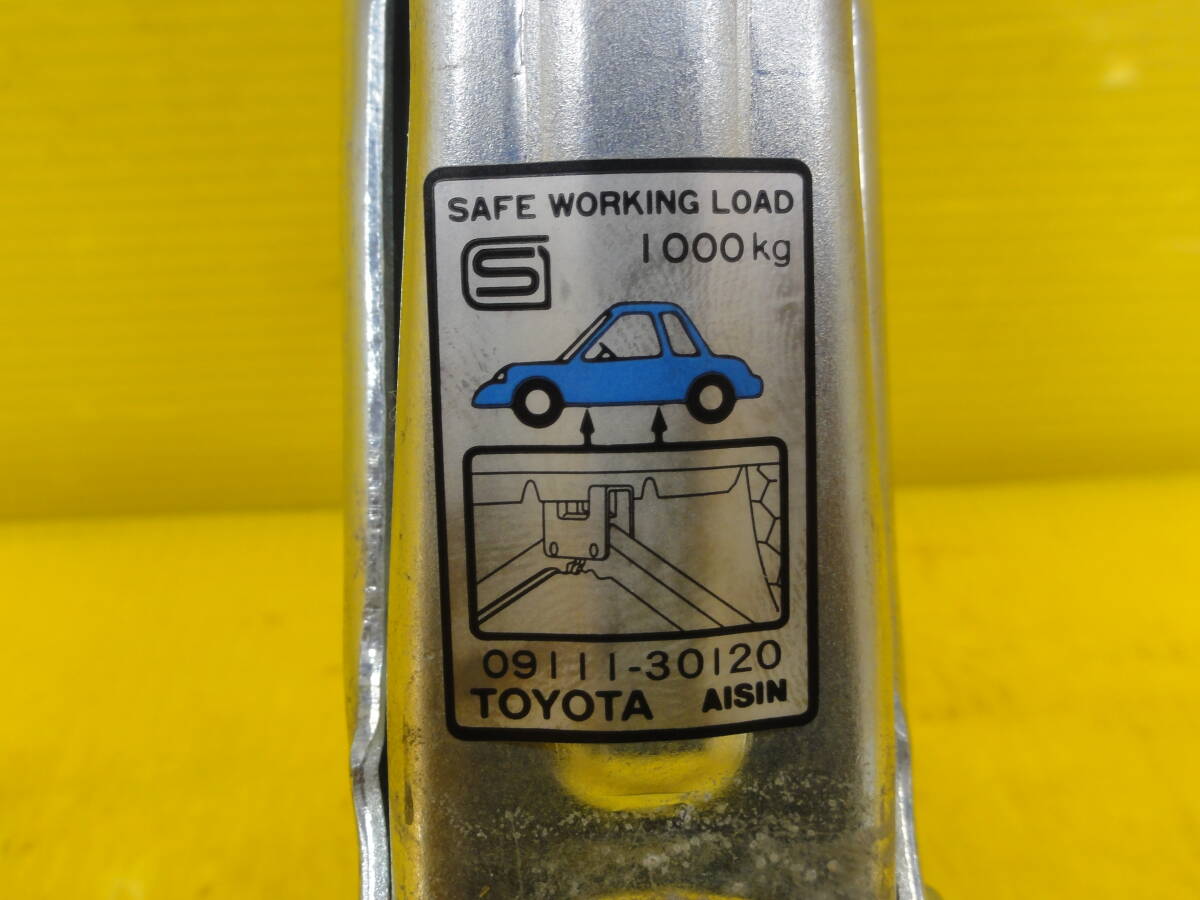 SAFE WORKING LOAD
S
1000kg
09111-30120
TOYOTA AISIN